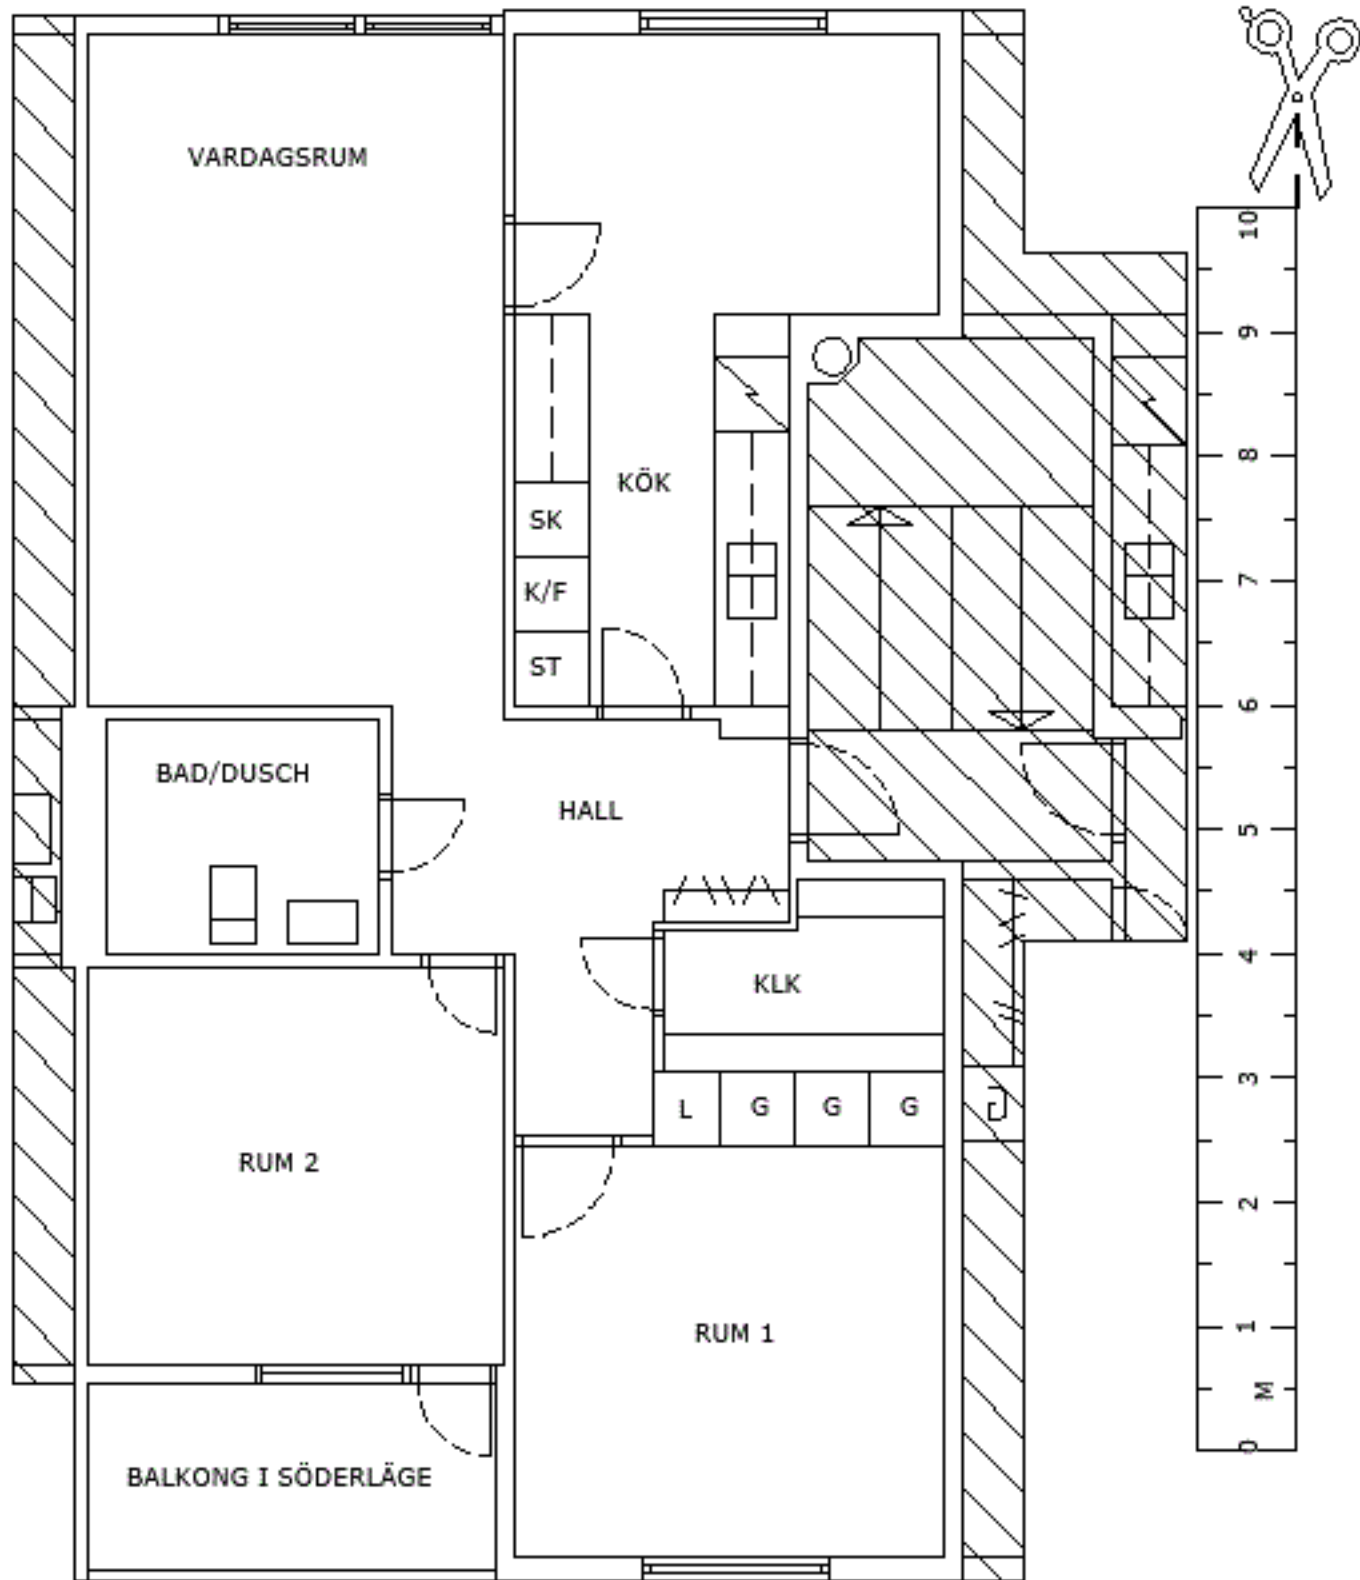 VARDAGSRUM
KÖK
SK
K/F
ST
BAD/DUSCH
HALL
KLK
L G G G
RUM 2
RUM 1
BALKONG I SÖDERLÄGE
10
9
8
7
6
5
4
3
2
1
M
0